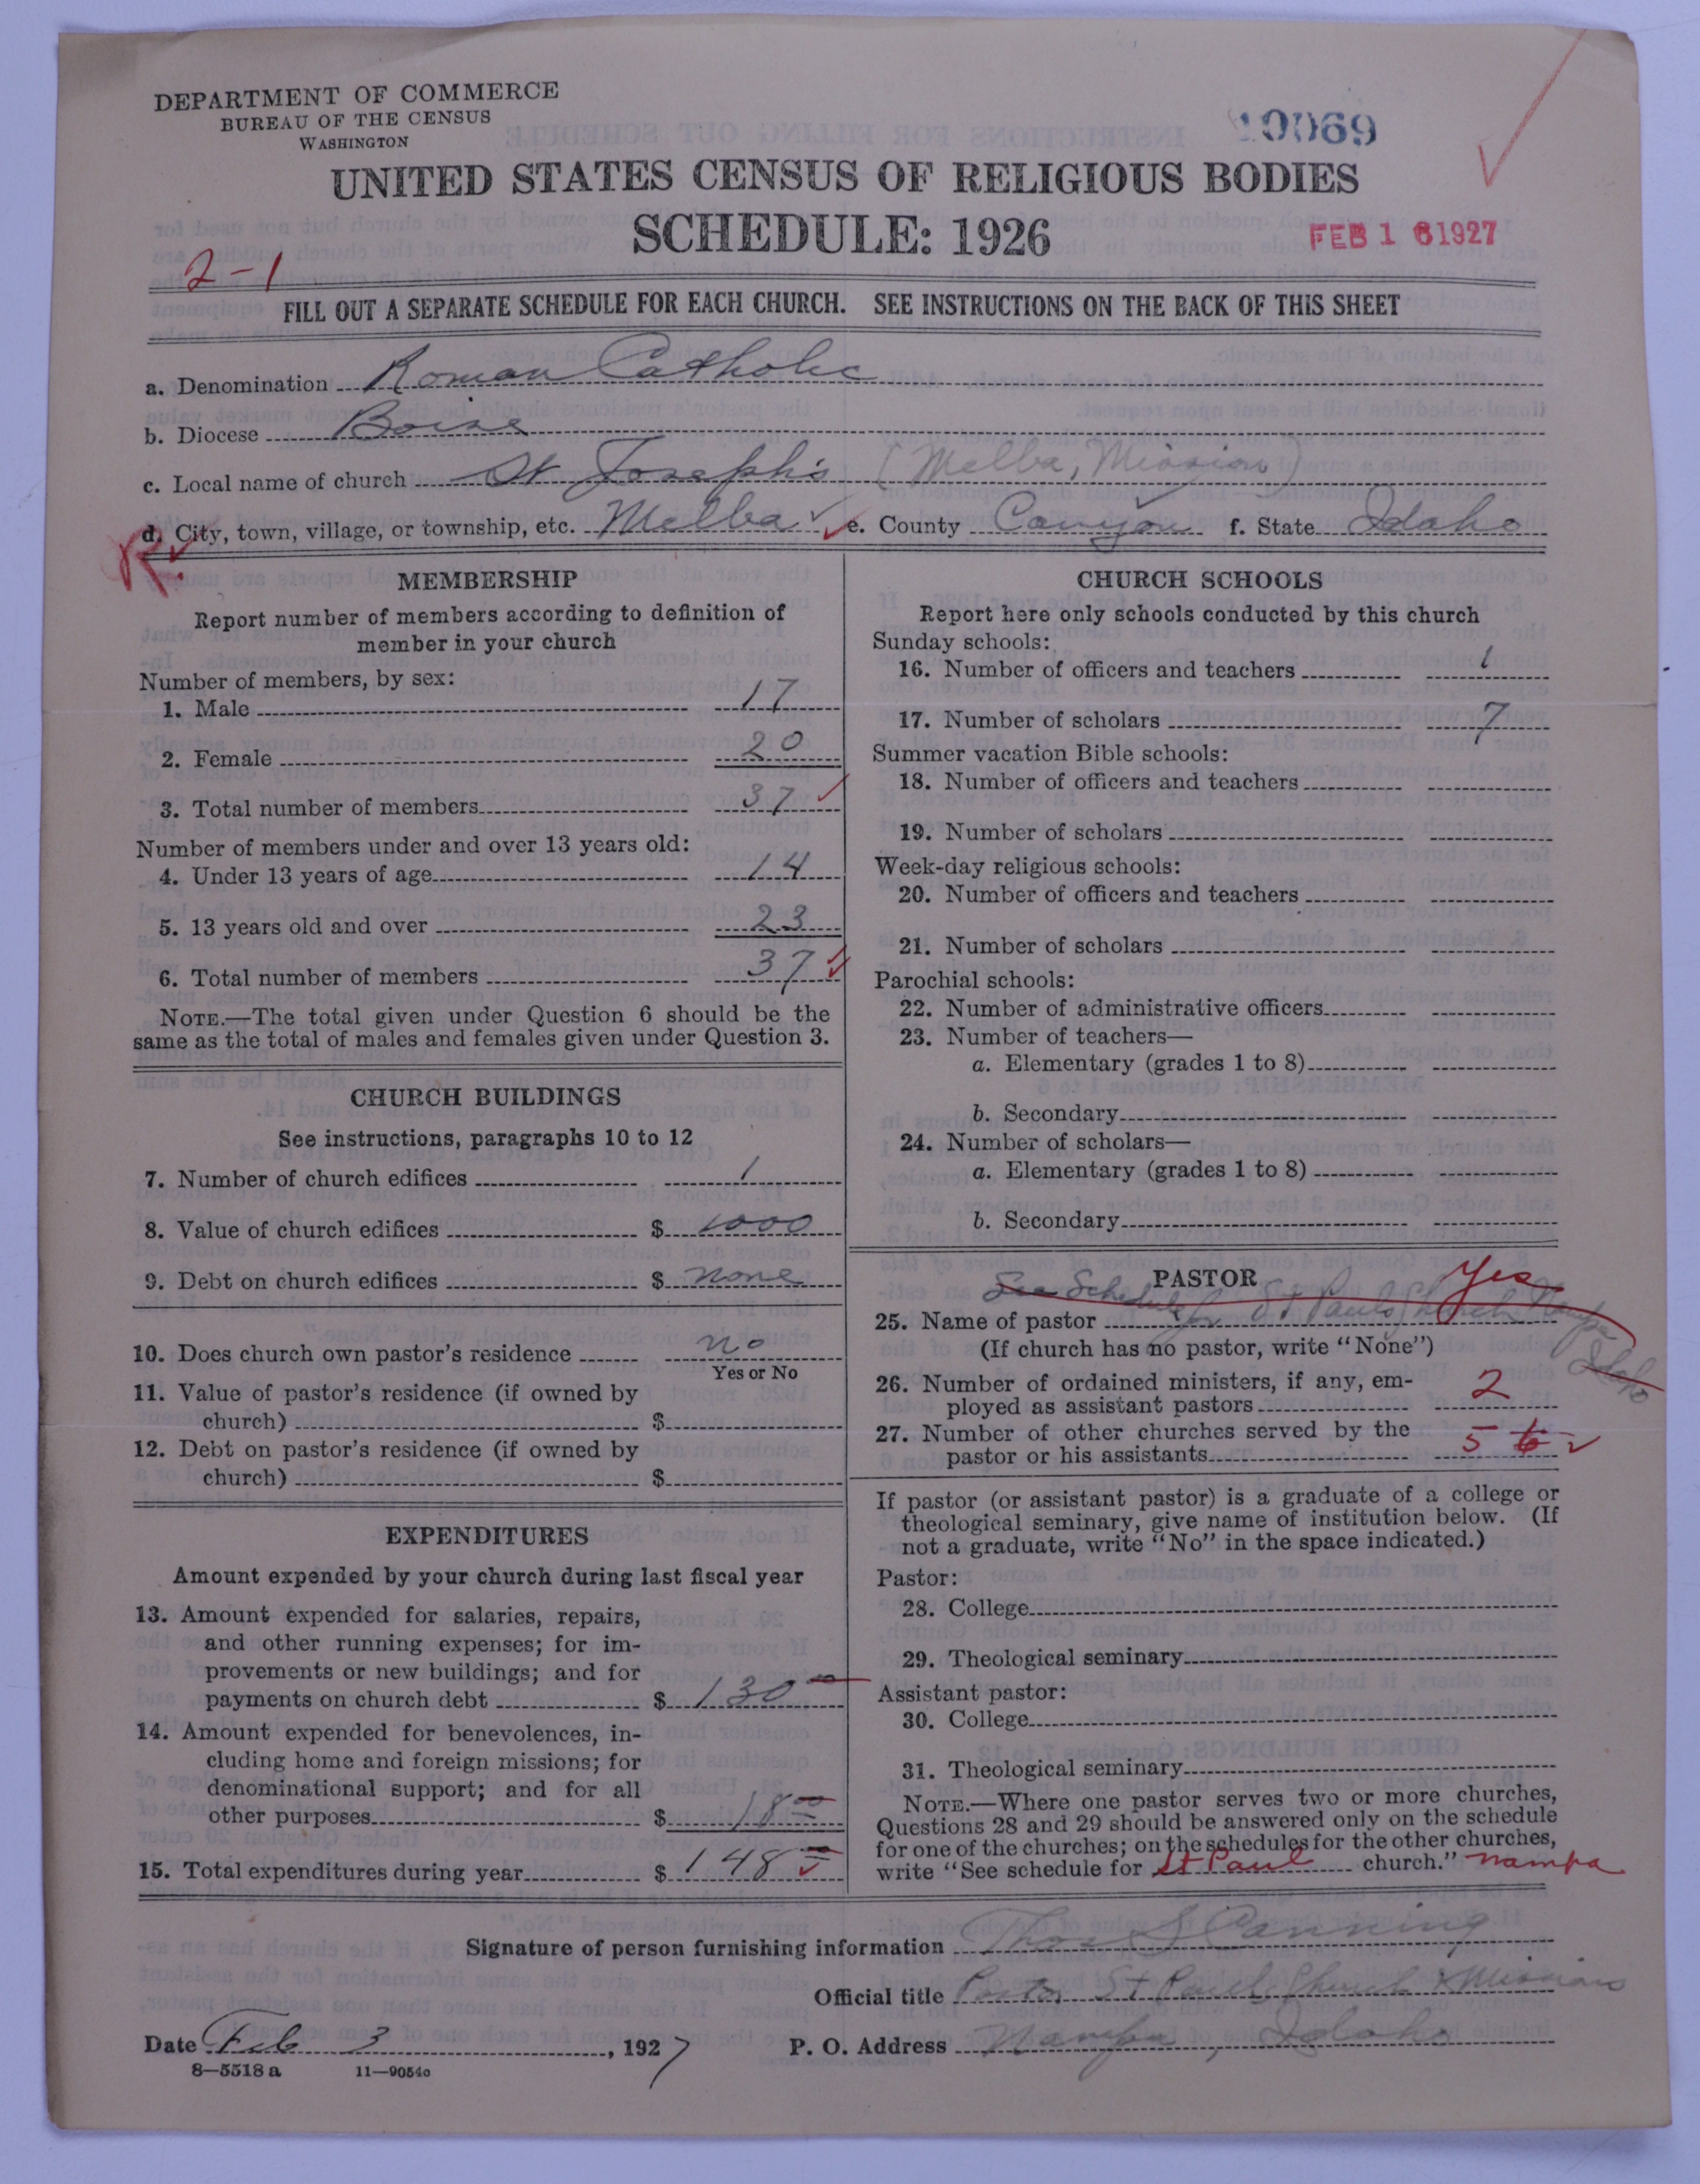 DEPARTMENT OF COMMERCE
BUREAU OF THE CENSUS
WASHINGTON
10069
UNITED STATES CENSUS OF RELIGIOUS BODIES
SCHEDULE: 1926
FEB 16 1927
2-1
FILL OUT A SEPARATE SCHEDULE FOR EACH CHURCH. SEE INSTRUCTIONS ON THE BACK OF THIS SHEET
a. Denomination Roman Catholic
b. Diocese Boise
c. Local name of church St Joseph's (Melba, Mission)
d. City, town, village, or township, etc. Melba e. County Canyon f. State Idaho
R.
MEMBERSHIP
Report number of members according to definition of
member in your church
Number of members, by sex:
1. Male 17
2. Female 20
3. Total number of members 37
Number of members under and over 13 years old:
4. Under 13 years of age 14
5. 13 years old and over 23
6. Total number of members 37
NOTE.—The total given under Question 6 should be the
same as the total of males and females given under Question 3.
CHURCH BUILDINGS
See instructions, paragraphs 10 to 12
7. Number of church edifices 1
8. Value of church edifices $ 1000
9. Debt on church edifices $ none
10. Does church own pastor's residence no
Yes or No
11. Value of pastor's residence (if owned by
church) $
12. Debt on pastor's residence (if owned by
church) $
EXPENDITURES
Amount expended by your church during last fiscal year
13. Amount expended for salaries, repairs,
and other running expenses; for im-
provements or new buildings; and for
payments on church debt $ 130 00
14. Amount expended for benevolences, in-
cluding home and foreign missions; for
denominational support; and for all
other purposes $ 18 00
15. Total expenditures during year $ 148
CHURCH SCHOOLS
Report here only schools conducted by this church
Sunday schools:
16. Number of officers and teachers 1
17. Number of scholars 7
Summer vacation Bible schools:
18. Number of officers and teachers
19. Number of scholars
Week-day religious schools:
20. Number of officers and teachers
21. Number of scholars
Parochial schools:
22. Number of administrative officers
23. Number of teachers—
a. Elementary (grades 1 to 8)
b. Secondary
24. Number of scholars—
a. Elementary (grades 1 to 8)
b. Secondary
PASTOR Yes
See Schedule for St Pauls Church Nampa Idaho
25. Name of pastor
(If church has no pastor, write "None")
26. Number of ordained ministers, if any, em-
ployed as assistant pastors 2
27. Number of other churches served by the
pastor or his assistants 5 6
If pastor (or assistant pastor) is a graduate of a college or
theological seminary, give name of institution below. (If
not a graduate, write "No" in the space indicated.)
Pastor:
28. College
29. Theological seminary
Assistant pastor:
30. College
31. Theological seminary
NOTE.—Where one pastor serves two or more churches,
Questions 28 and 29 should be answered only on the schedule
for one of the churches; on the schedules for the other churches,
write "See schedule for St Paul church." Nampa
Signature of person furnishing information Thos S Canning
Official title Pastor St Pauls Church & Missions
Date Feb 3, 1927 P. O. Address Nampa, Idaho
8—5518 a 11—9054o